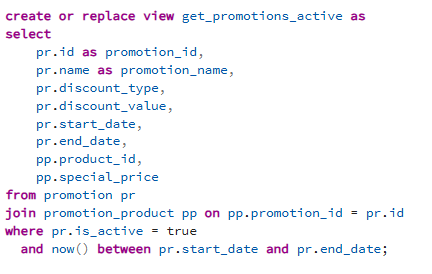 create or replace view get_promotions_active as
select
    pr.id as promotion_id,
    pr.name as promotion_name,
    pr.discount_type,
    pr.discount_value,
    pr.start_date,
    pr.end_date,
    pp.product_id,
    pp.special_price
from promotion pr
join promotion_product pp on pp.promotion_id = pr.id
where pr.is_active = true
  and now() between pr.start_date and pr.end_date;